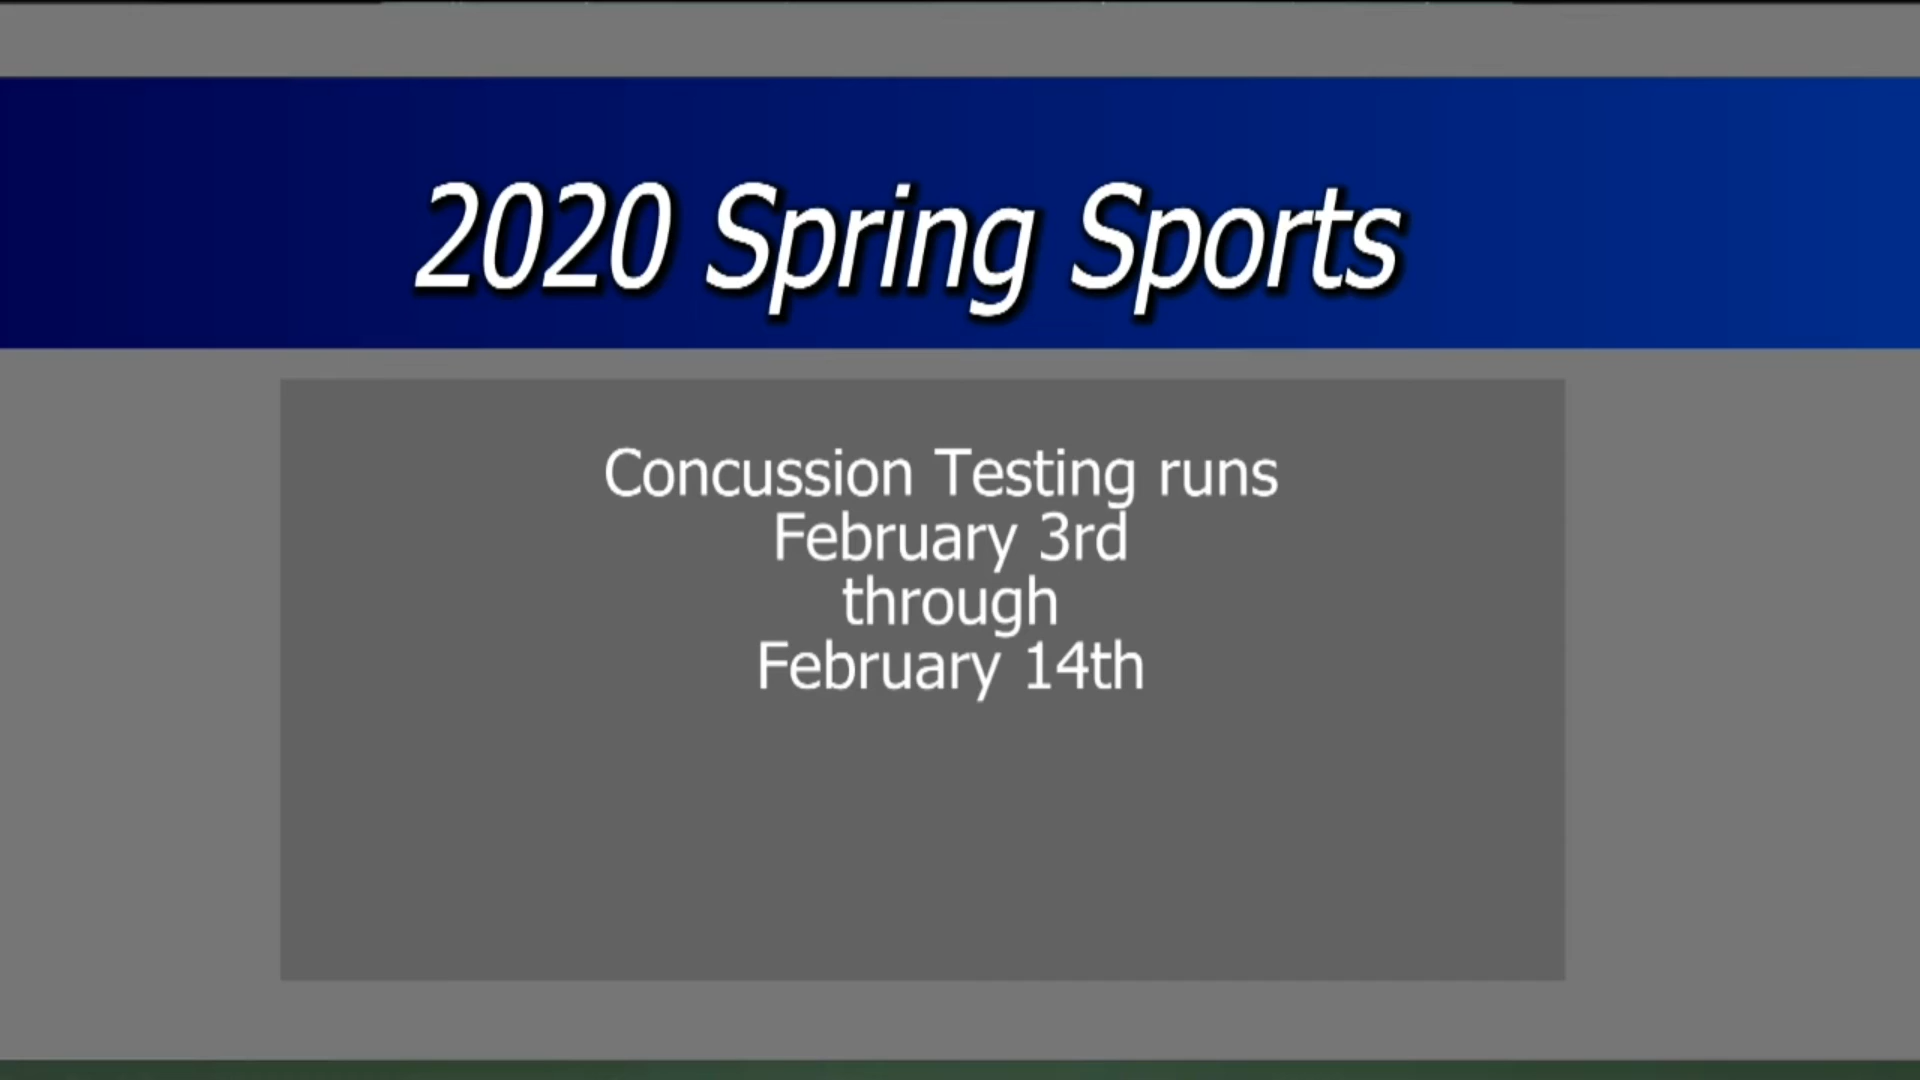 2020 Spring Sports
Concussion Testing runs
February 3rd
through
February 14th